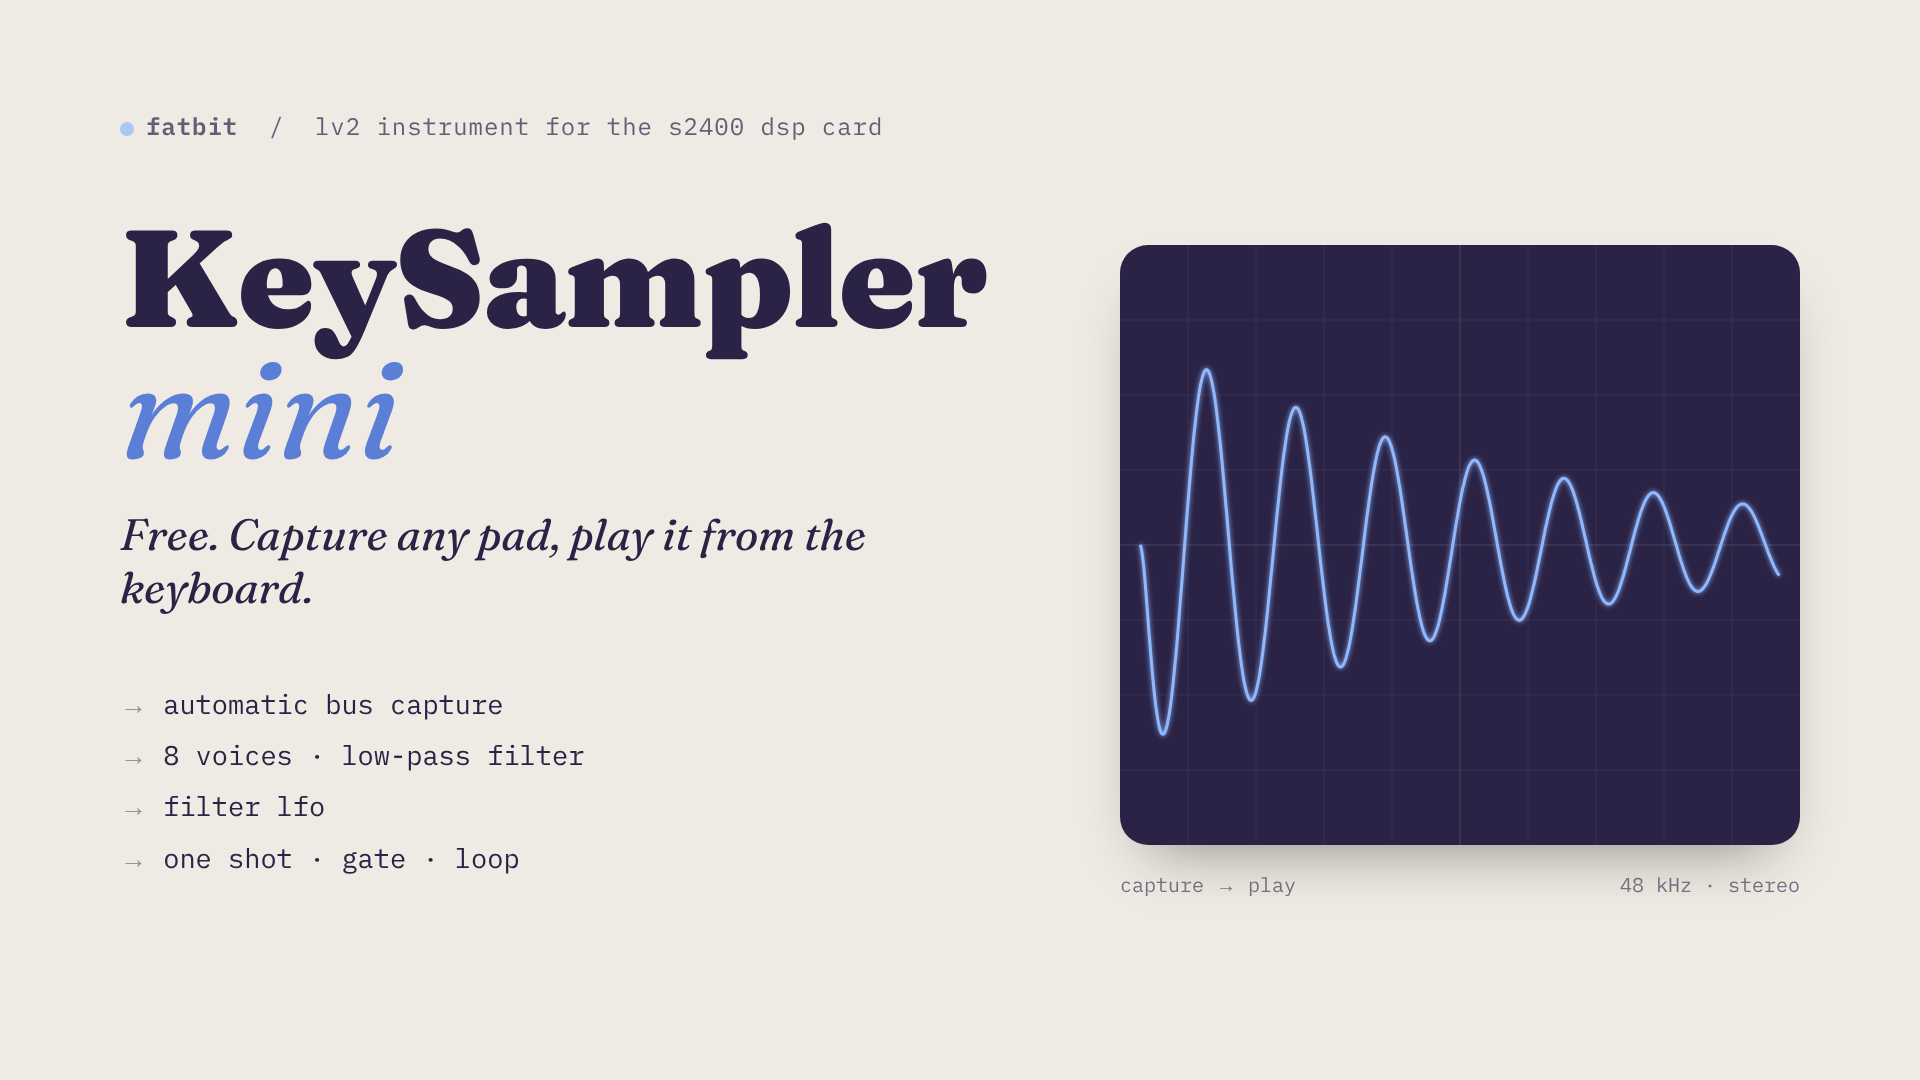 fatbit / lv2 instrument for the s2400 dsp card
KeySampler
mini
Free. Capture any pad, play it from the
keyboard.
→ automatic bus capture
→ 8 voices · low-pass filter
→ filter lfo
→ one shot · gate · loop
capture → play
48 kHz · stereo